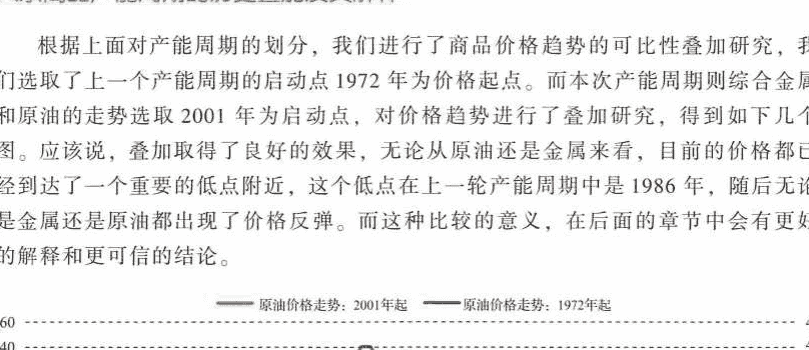 根据上面对产能周期的划分，我们进行了商品价格趋势的可比性叠加研究，我
们选取了上一个产能周期的启动点 1972 年为价格起点。而本次产能周期则综合金属
和原油的走势选取 2001 年为启动点，对价格趋势进行了叠加研究，得到如下几个
图。应该说，叠加取得了良好的效果，无论从原油还是金属来看，目前的价格都已
经到达了一个重要的低点附近，这个低点在上一轮产能周期中是 1986 年，随后无论
是金属还是原油都出现了价格反弹。而这种比较的意义，在后面的章节中会有更好
的解释和更可信的结论。
原油价格走势：2001年起 原油价格走势：1972年起
60
40